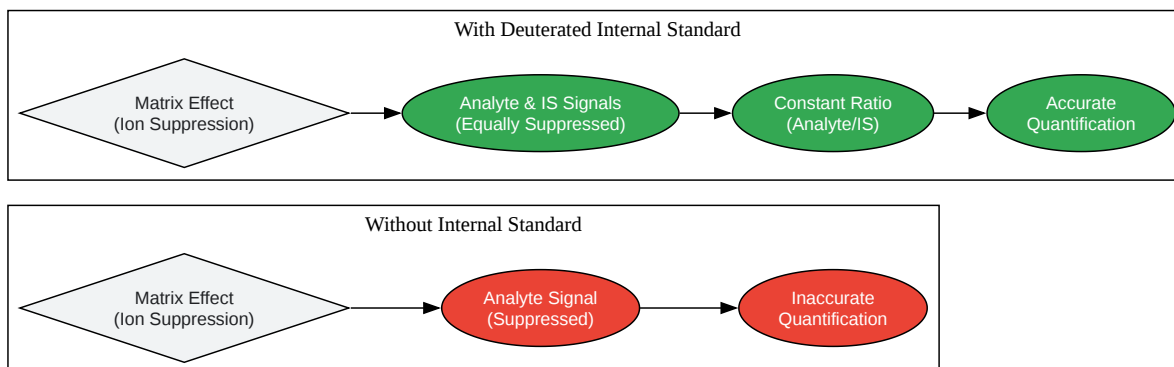 With Deuterated Internal Standard
Matrix Effect
(Ion Suppression)
Analyte & IS Signals
(Equally Suppressed)
Constant Ratio
(Analyte/IS)
Accurate
Quantification
Without Internal Standard
Matrix Effect
(Ion Suppression)
Analyte Signal
(Suppressed)
Inaccurate
Quantification